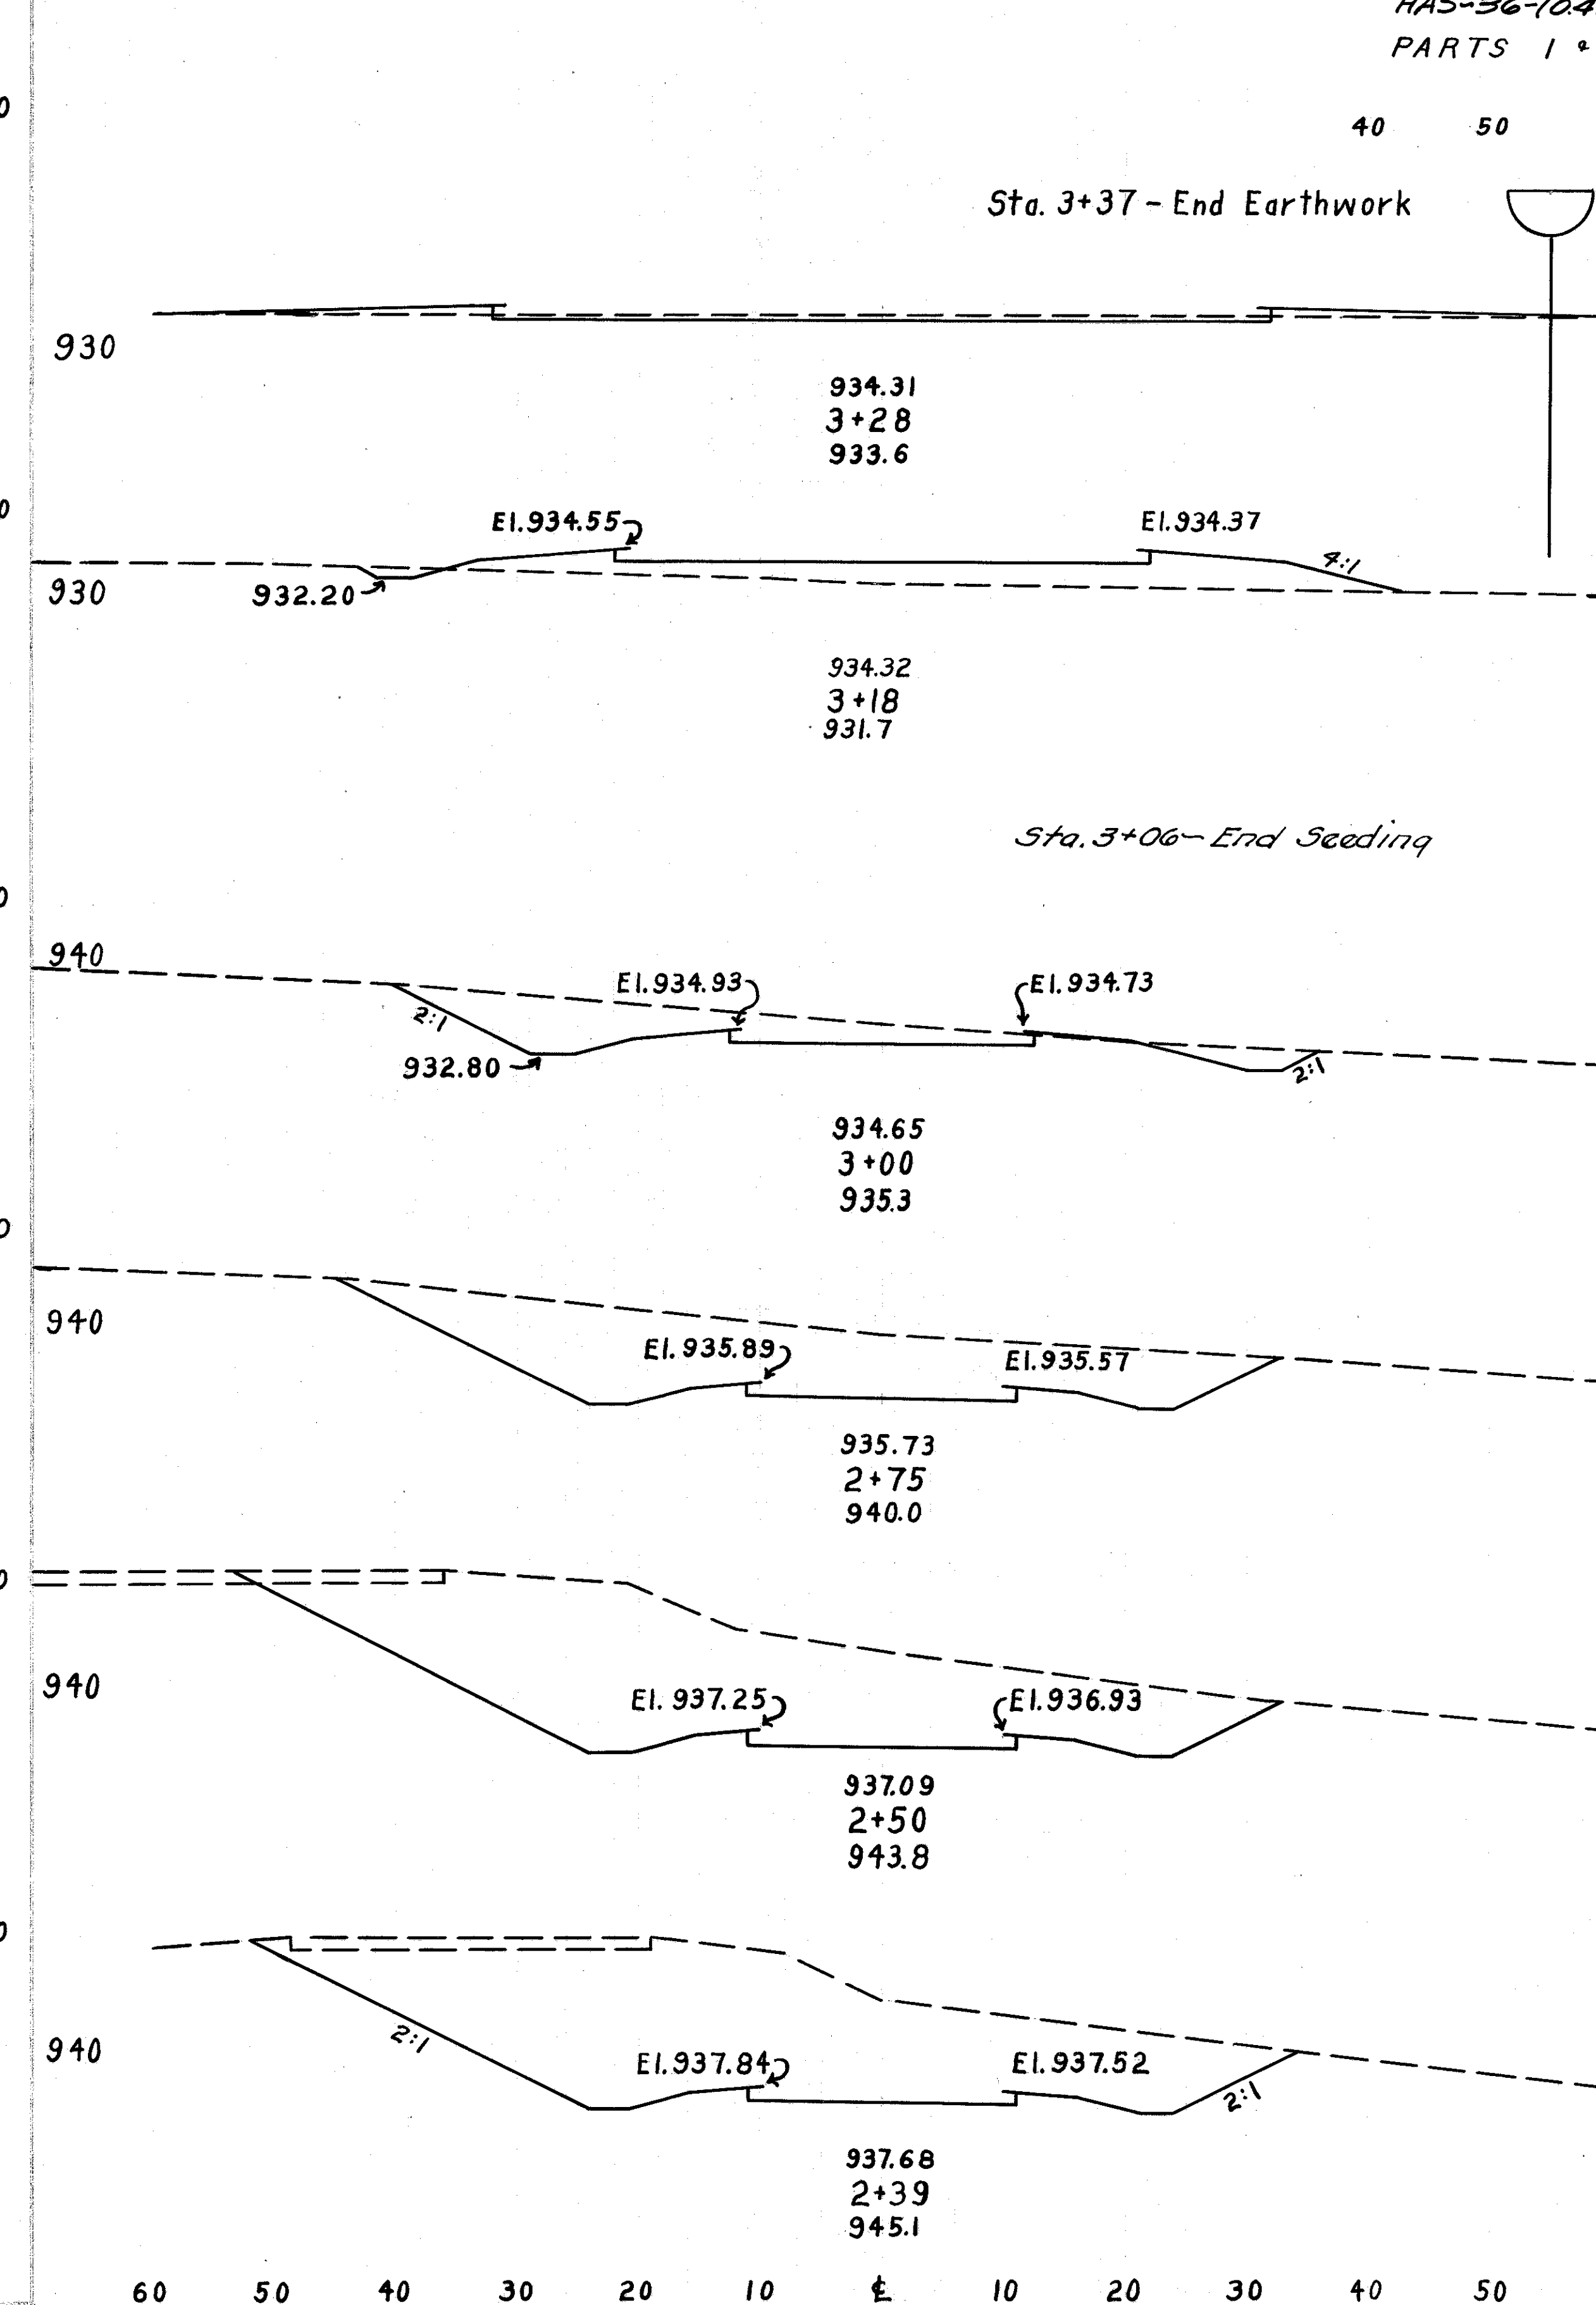 HAS-36-10.4
PARTS 1 &
40 50
Sta. 3+37 - End Earthwork
930
934.31
3+28
933.6
El.934.55
El.934.37
4:1
930
932.20
934.32
3+18
931.7
Sta. 3+06 - End Seeding
940
El.934.93
El.934.73
2:1
932.80
2:1
934.65
3+00
935.3
940
El.935.89
El.935.57
935.73
2+75
940.0
940
El. 937.25
El.936.93
937.09
2+50
943.8
2:1
940
El.937.84
El.937.52
2:1
937.68
2+39
945.1
60 50 40 30 20 10 ℄ 10 20 30 40 50